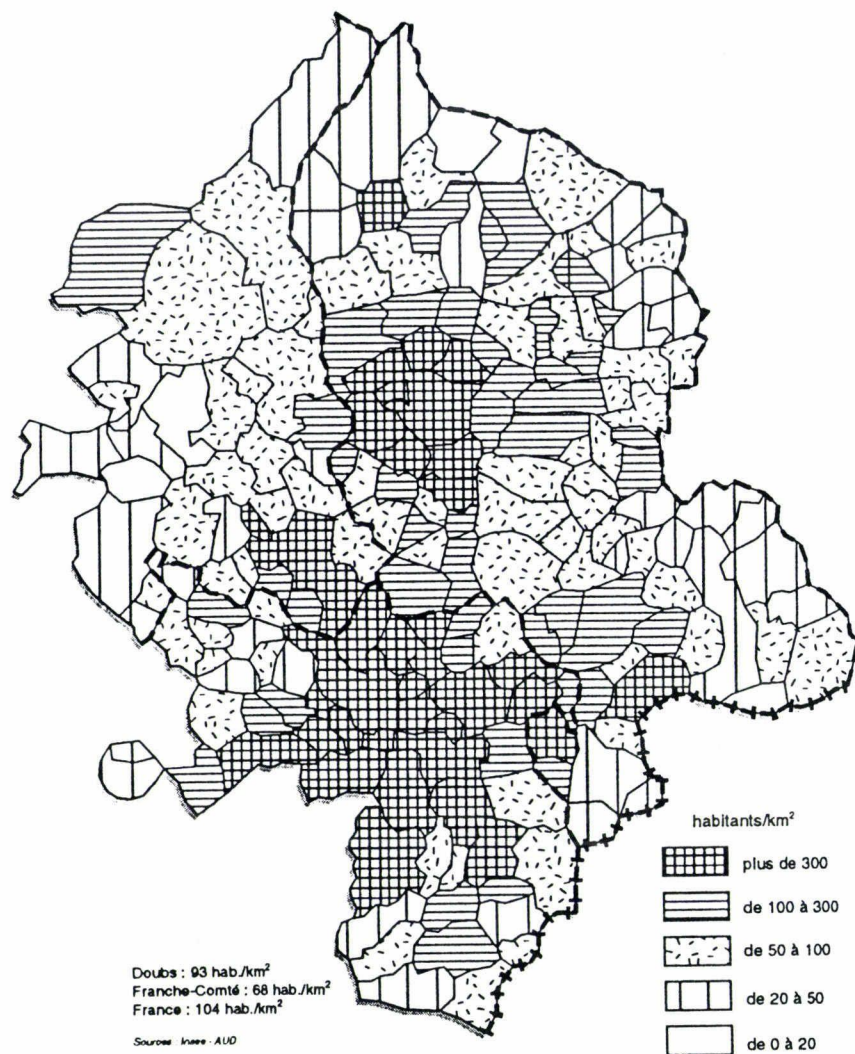 habitants/km²
plus de 300
de 100 à 300
de 50 à 100
de 20 à 50
de 0 à 20
Doubs : 93 hab./km²
Franche-Comté : 68 hab./km²
France : 104 hab./km²
Sources : Insee - AUD